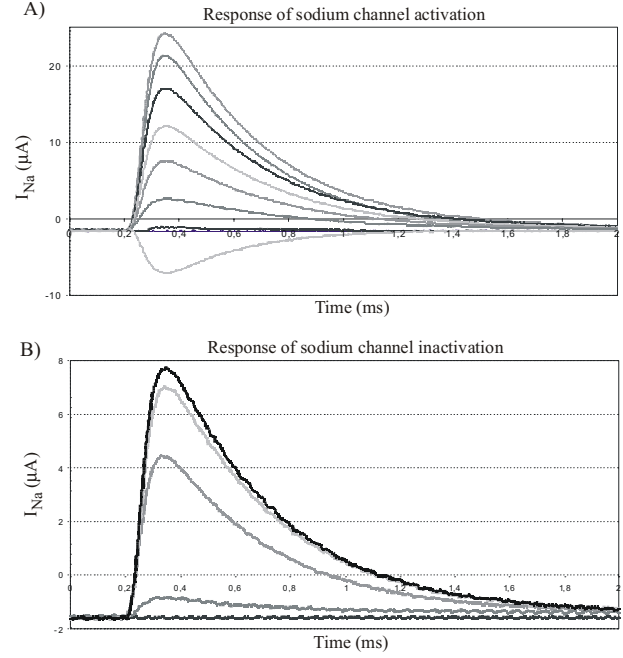 A)
Response of sodium channel activation
20
10
0
-10
0,2 0,4 0,6 0,8 1 1,2 1,4 1,6 1,8 2
I_Na (µA)
Time (ms)
B)
Response of sodium channel inactivation
8
6
4
2
0
-2
0 0,2 0,4 0,6 0,8 1 1,2 1,4 1,6 1,8 2
I_Na (µA)
Time (ms)